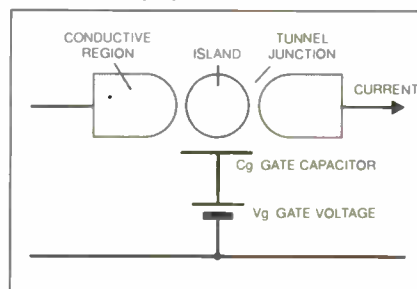 CONDUCTIVE
REGION
ISLAND
TUNNEL
JUNCTION
CURRENT
Cg GATE CAPACITOR
Vg GATE VOLTAGE